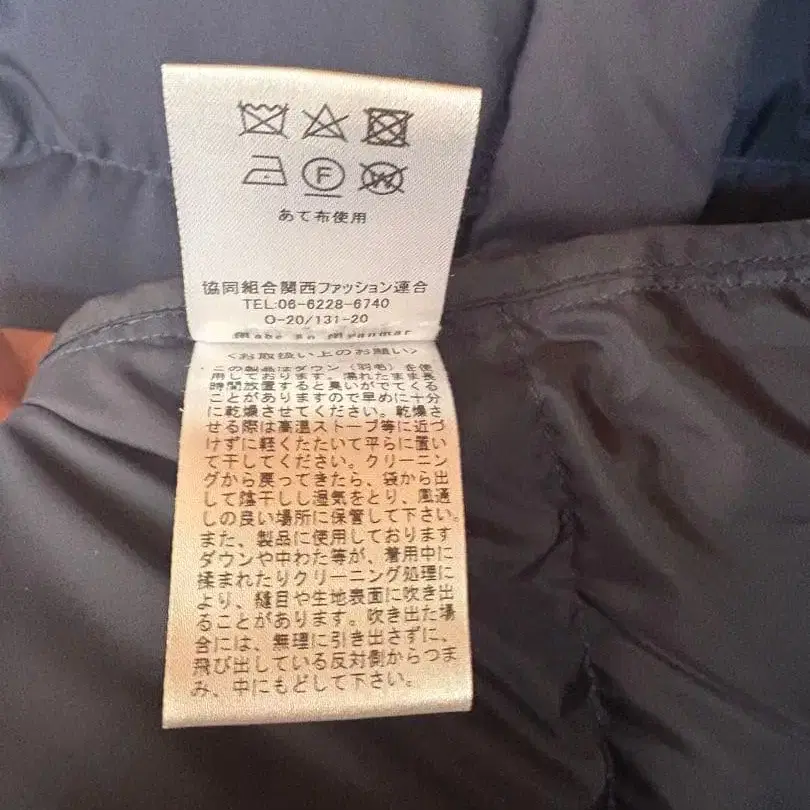 F
W
あて布使用
協同組合関西ファッション連合
TEL:06-6228-6740
O-20/131-20
Made in Myanmar
〈お取扱い上のお願い〉
この製品はダウン（羽毛）を使
用しております。濡れたまま長
時間放置すると臭いがでてくる
ことがありますので早めに十分
に乾燥させてください。乾燥さ
せる際は高温ストーブ等に近づ
けずに軽くたたいて平らに置い
て干してください。クリーニン
グから戻ってきたら、袋から出
して陰干しし湿気をとり、風通
しの良い場所に保管して下さい。
また、製品に使用しております
ダウンや中わた等が、着用中に
揉まれたりクリーニング処理に
より、縫目や生地表面に吹き出
ることがあります。吹き出た場
合には、無理に引き出さずに、
飛び出している反対側からつま
み、中にもどして下さい。